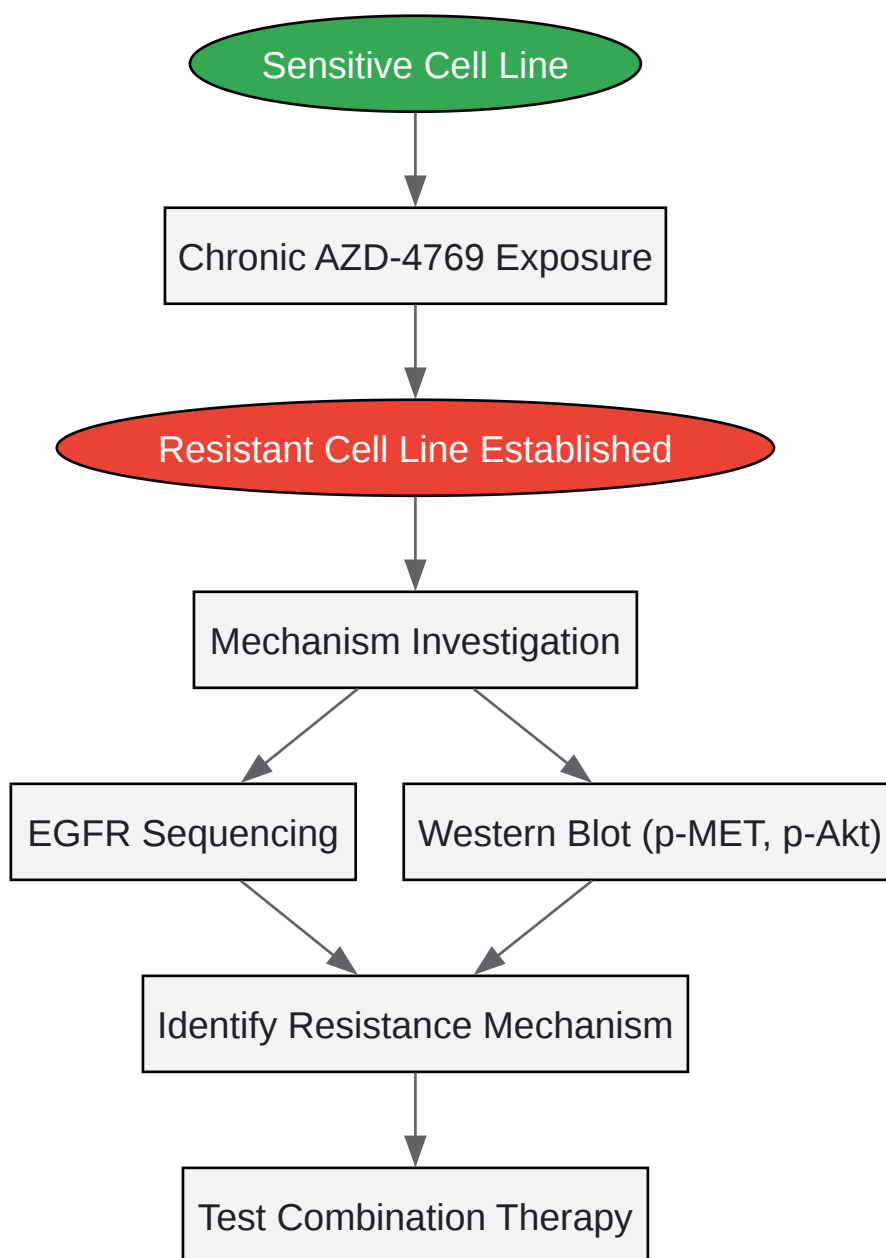 Sensitive Cell Line
Chronic AZD-4769 Exposure
Resistant Cell Line Established
Mechanism Investigation
EGFR Sequencing
Western Blot (p-MET, p-Akt)
Identify Resistance Mechanism
Test Combination Therapy